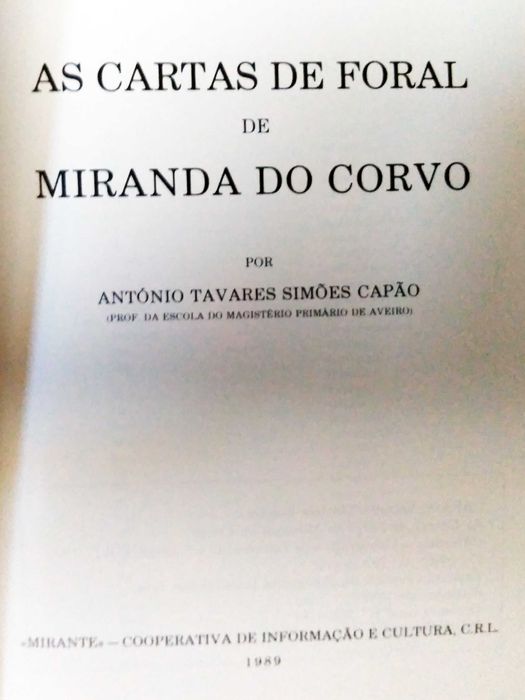 AS CARTAS DE FORAL
DE
MIRANDA DO CORVO
POR
ANTÓNIO TAVARES SIMÕES CAPÃO
(PROF. DA ESCOLA DO MAGISTÉRIO PRIMÁRIO DE AVEIRO)
«MIRANTE» — COOPERATIVA DE INFORMAÇÃO E CULTURA, C.R.L.
1989